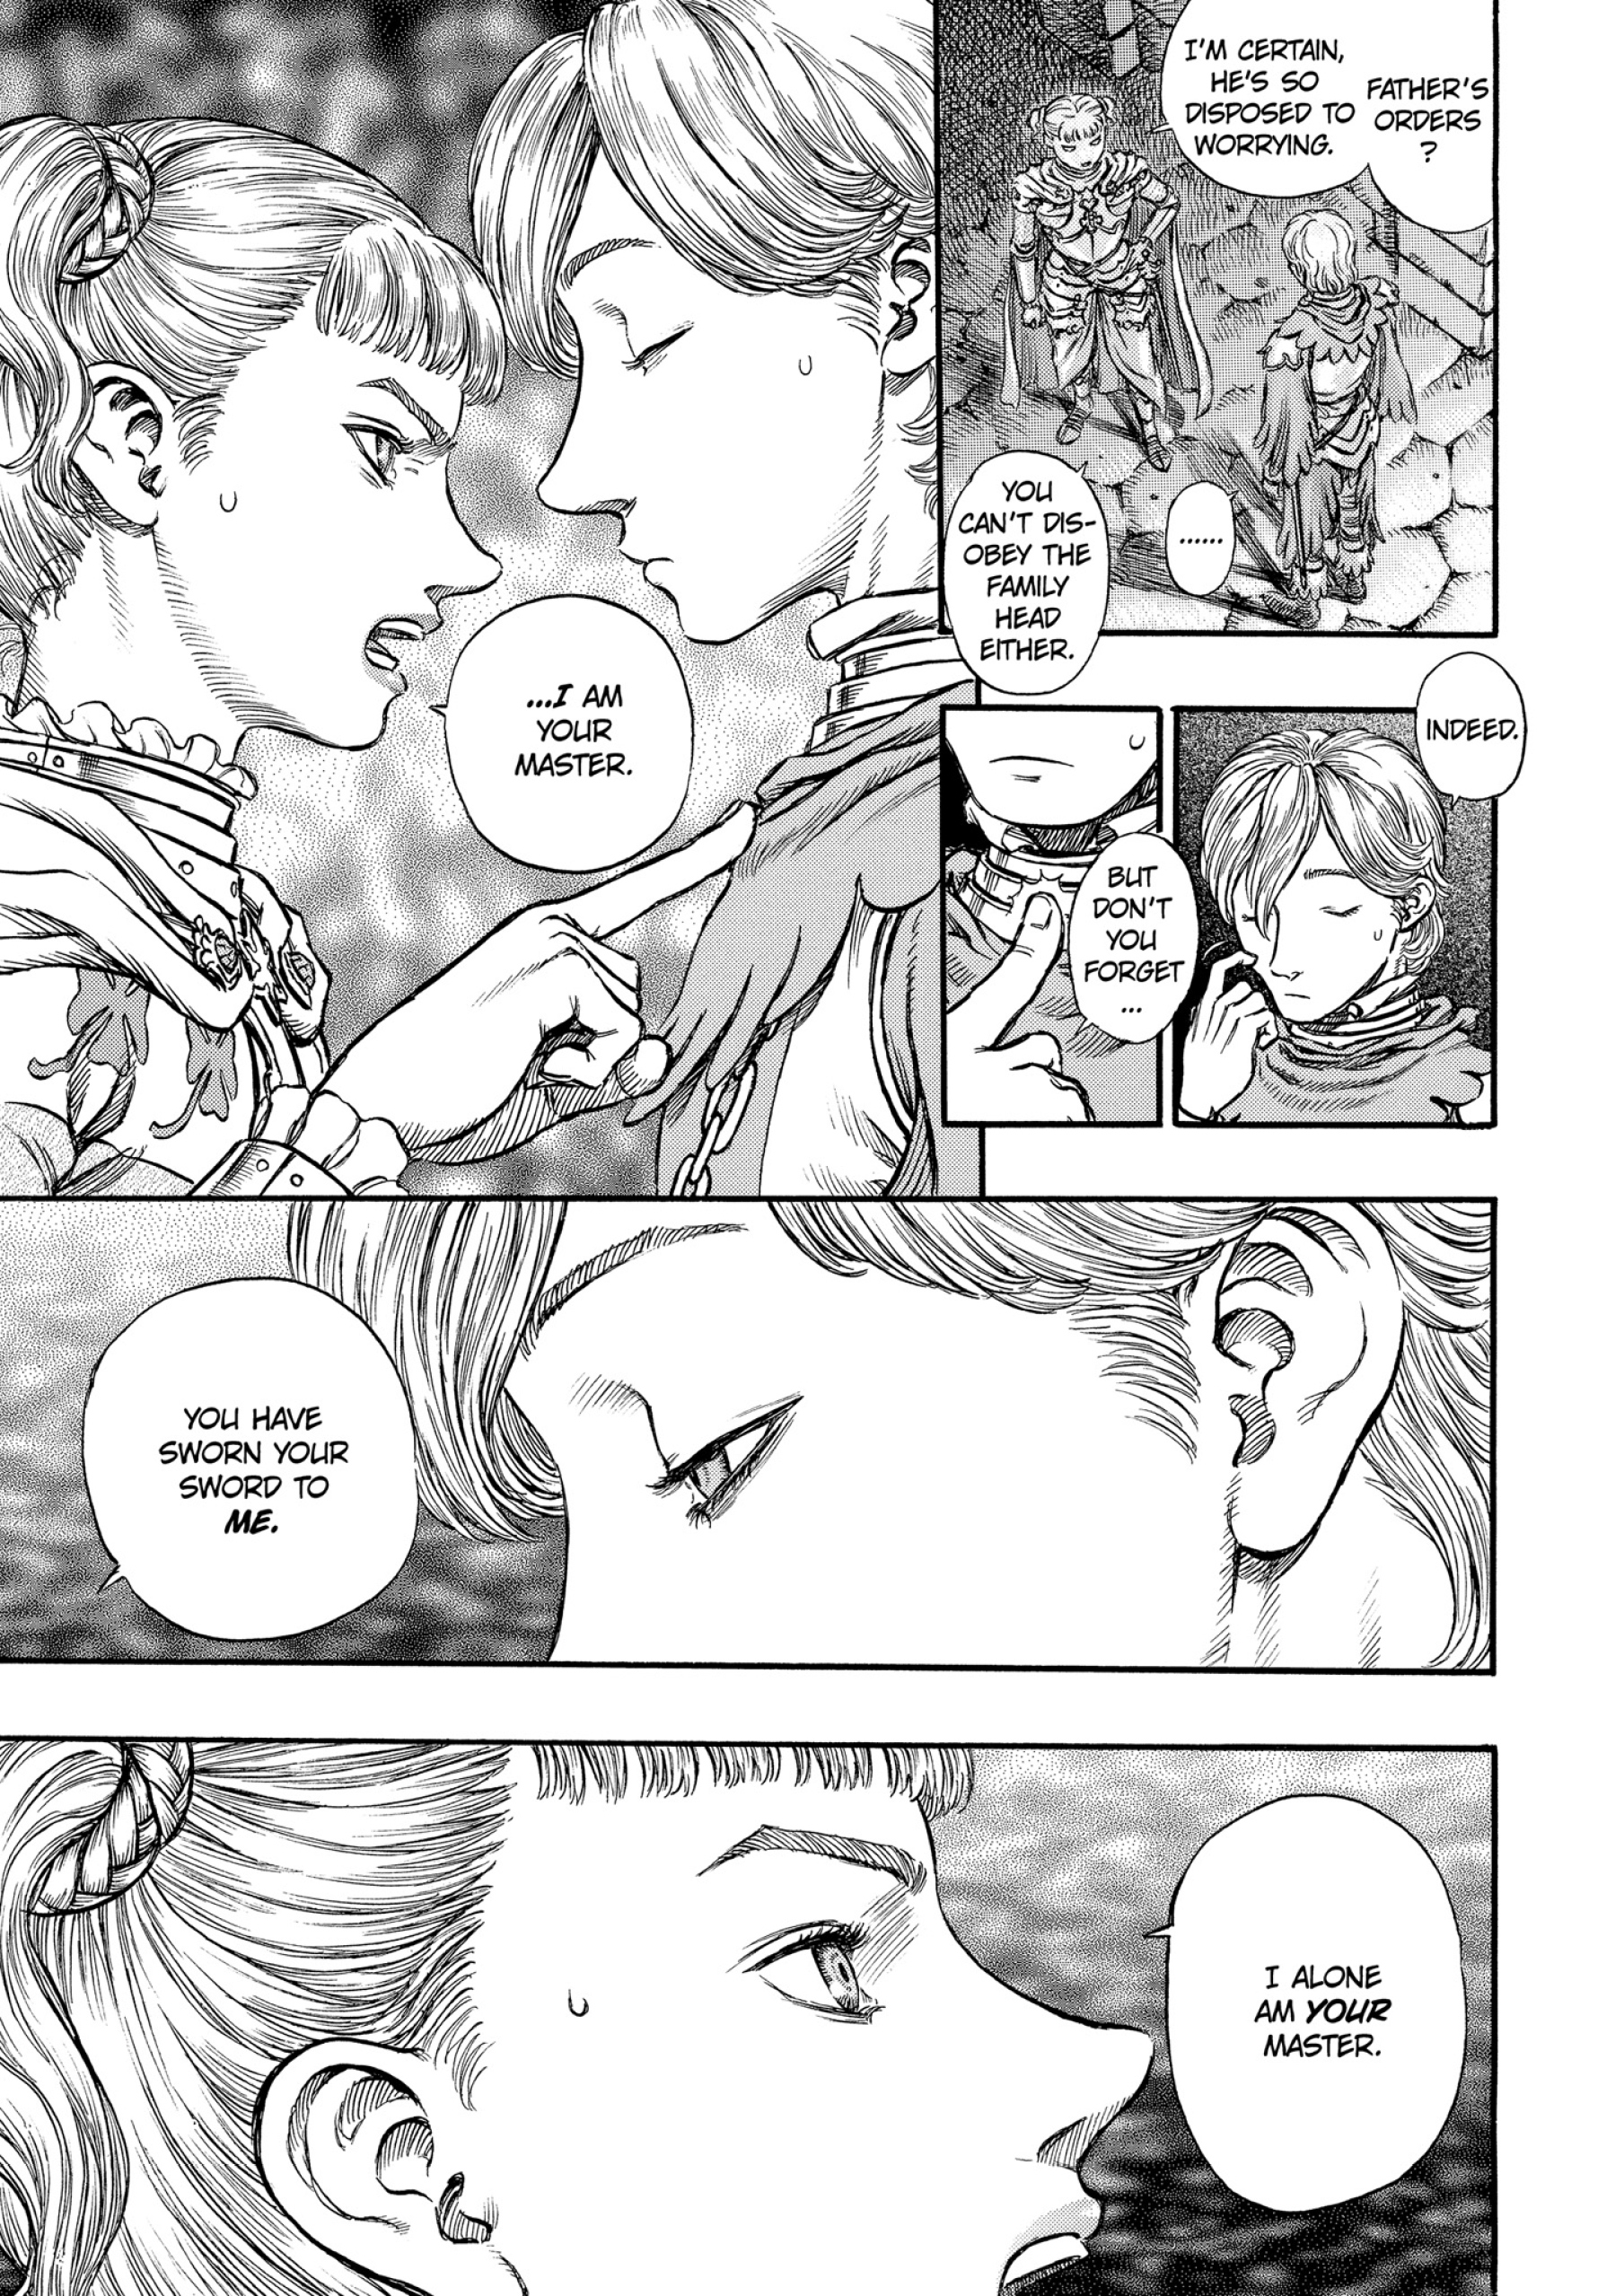 FATHER'S
ORDERS
?
I'M CERTAIN,
HE'S SO
DISPOSED TO
WORRYING.
......
YOU
CAN'T DIS-
OBEY THE
FAMILY
HEAD
EITHER.
INDEED.
BUT
DON'T
YOU
FORGET
...
...I AM
YOUR
MASTER.
YOU HAVE
SWORN YOUR
SWORD TO
ME.
I ALONE
AM YOUR
MASTER.